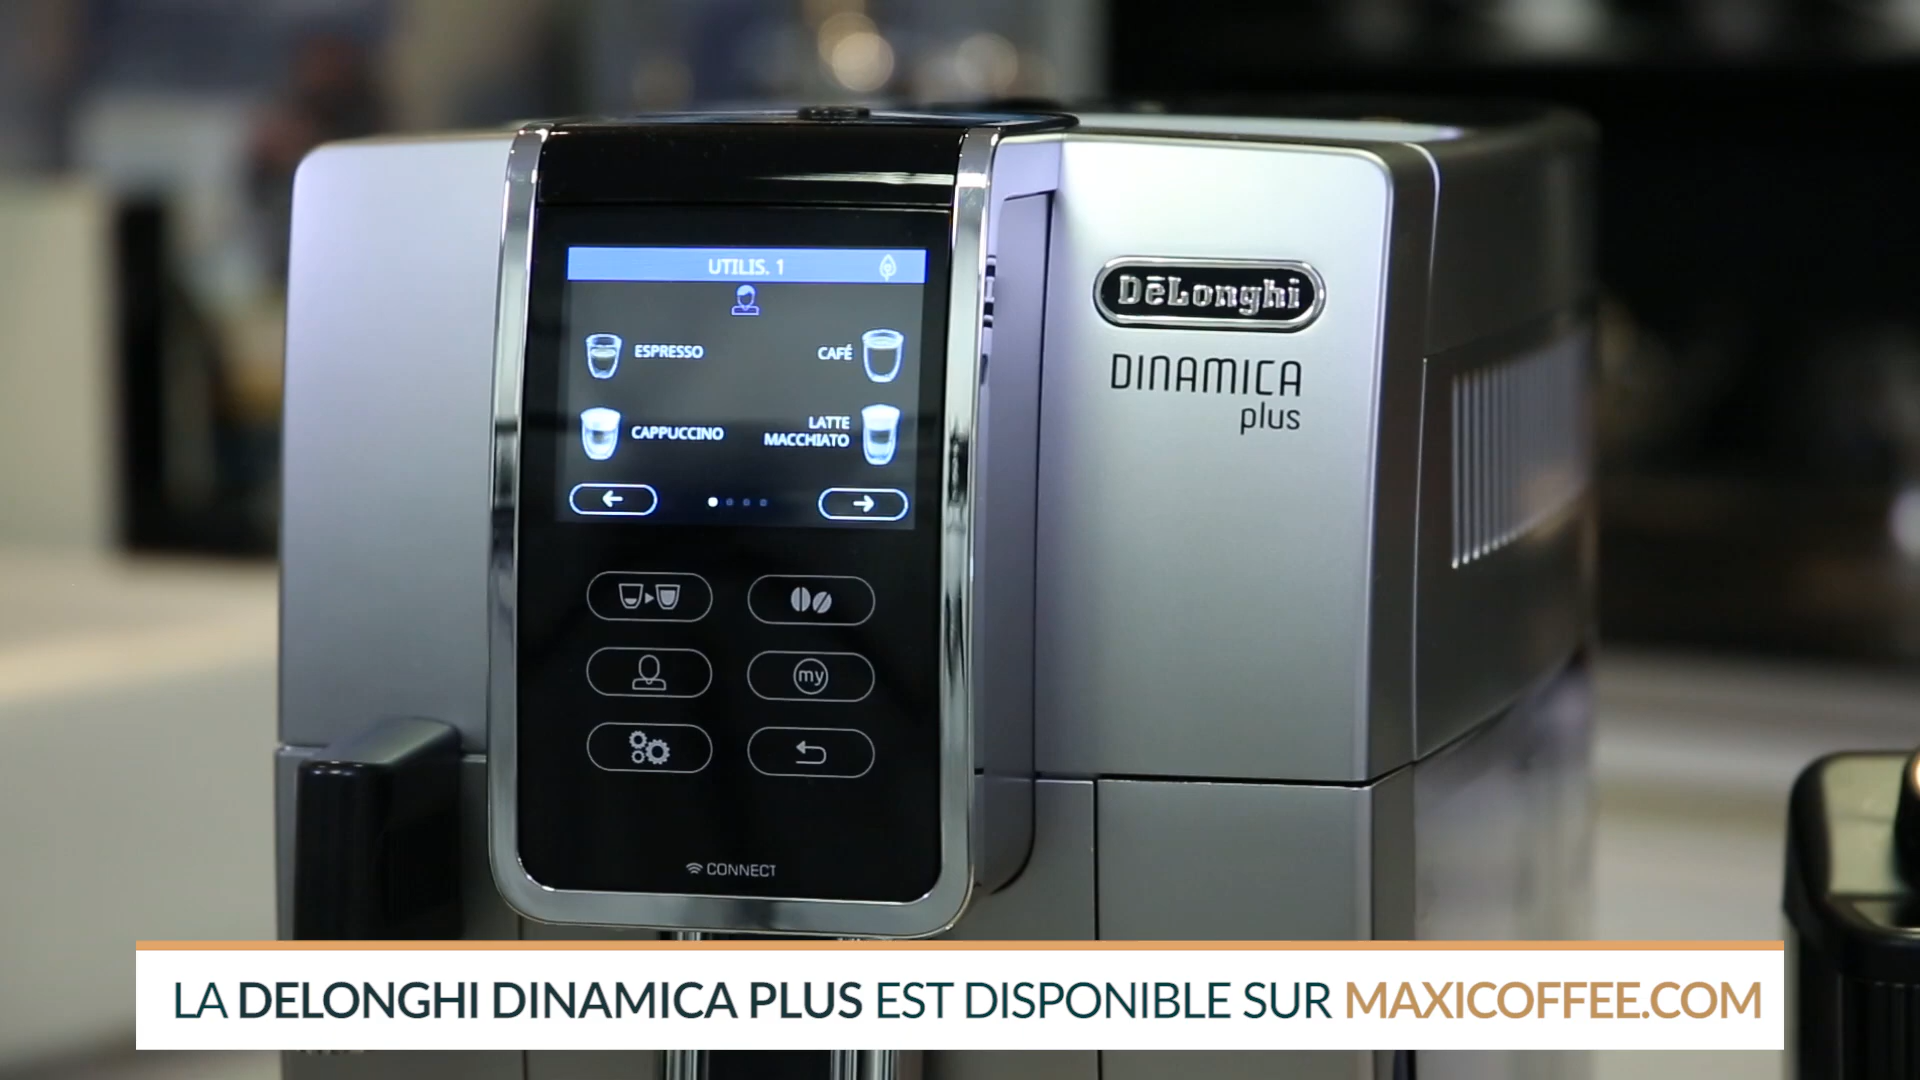 UTILIS. 1
ESPRESSO
CAFÉ
CAPPUCCINO
LATTE
MACCHIATO
my
CONNECT
DēLonghi
DINAMICA
plus
LA DELONGHI DINAMICA PLUS EST DISPONIBLE SUR MAXICOFFEE.COM